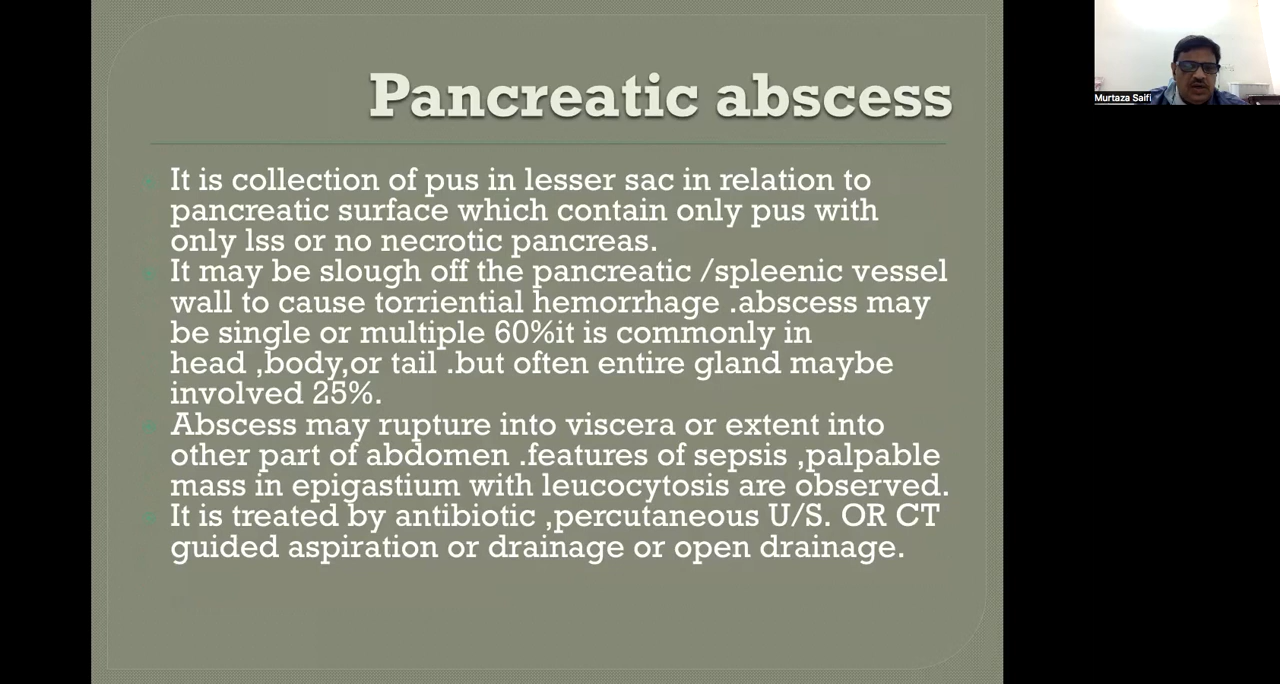 Pancreatic abscess
It is collection of pus in lesser sac in relation to
pancreatic surface which contain only pus with
only lss or no necrotic pancreas.
It may be slough off the pancreatic /spleenic vessel
wall to cause torriential hemorrhage .abscess may
be single or multiple 60%it is commonly in
head ,body,or tail .but often entire gland maybe
involved 25%.
Abscess may rupture into viscera or extent into
other part of abdomen .features of sepsis ,palpable
mass in epigastium with leucocytosis are observed.
It is treated by antibiotic ,percutaneous U/S. OR CT
guided aspiration or drainage or open drainage.
Murtaza Saifi